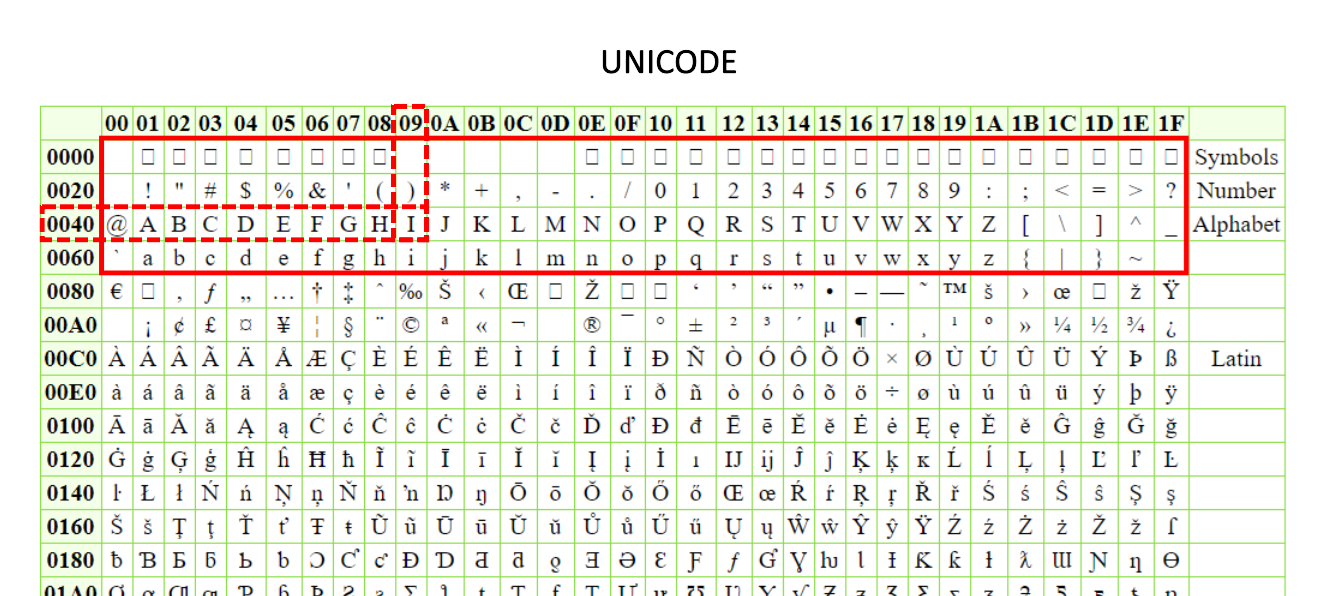 UNICODE
00 01 02 03 04 05 06 07 08 09 0A 0B 0C 0D 0E 0F 10 11 12 13 14 15 16 17 18 19 1A 1B 1C 1D 1E 1F
0000 □ □ □ □ □ □ □ □ □ □ □ □ □ □ □ □ □ □ □ □ □ □ □ □ □ □ Symbols
0020 ! " # $ % & ' ( ) * + , - . / 0 1 2 3 4 5 6 7 8 9 : ; < = > ? Number
0040 @ A B C D E F G H I J K L M N O P Q R S T U V W X Y Z [ \ ] ^ _ Alphabet
0060 ` a b c d e f g h i j k l m n o p q r s t u v w x y z { | } ~
0080 € □ ‚ ƒ „ … † ‡ ˆ ‰ Š ‹ Œ □ Ž □ □ ‘ ’ “ ” • – — ˜ ™ š › œ □ ž Ÿ
00A0 ¡ ¢ £ ¤ ¥ ¦ § ¨ © ª « ¬ ® ¯ ° ± ² ³ ´ µ ¶ · ¸ ¹ º » ¼ ½ ¾ ¿
00C0 À Á Â Ã Ä Å Æ Ç È É Ê Ë Ì Í Î Ï Ð Ñ Ò Ó Ô Õ Ö × Ø Ù Ú Û Ü Ý Þ ß Latin
00E0 à á â ã ä å æ ç è é ê ë ì í î ï ð ñ ò ó ô õ ö ÷ ø ù ú û ü ý þ ÿ
0100 Ā ā Ă ă Ą ą Ć ć Ĉ ĉ Ċ ċ Č č Ď ď Đ đ Ē ē Ĕ ĕ Ė ė Ę ę Ě ě Ĝ ĝ Ğ ğ
0120 Ġ ġ Ģ ģ Ĥ ĥ Ħ ħ Ĩ ĩ Ī ī Ĭ ĭ Į į İ ı Ĳ ĳ Ĵ ĵ Ķ ķ ĸ Ĺ ĺ Ļ ļ Ľ ľ Ŀ
0140 ŀ Ł ł Ń ń Ņ ņ Ň ň ŉ Ŋ ŋ Ō ō Ŏ ŏ Ő ő Œ œ Ŕ ŕ Ŗ ŗ Ř ř Ś ś Ŝ ŝ Ş ş
0160 Š š Ţ ţ Ť ť Ŧ ŧ Ũ ũ Ū ū Ŭ ŭ Ů ů Ű ű Ų ų Ŵ ŵ Ŷ ŷ Ÿ Ź ź Ż ż Ž ž ſ
0180 ƀ Ɓ Ƃ ƃ Ƅ ƅ Ɔ Ƈ ƈ Ɖ Ɗ Ƌ ƌ ƍ Ǝ Ə Ɛ Ƒ ƒ Ɠ Ɣ ƕ Ɩ Ɨ Ƙ ƙ ƚ ƛ Ɯ Ɲ ƞ Ɵ
01A0